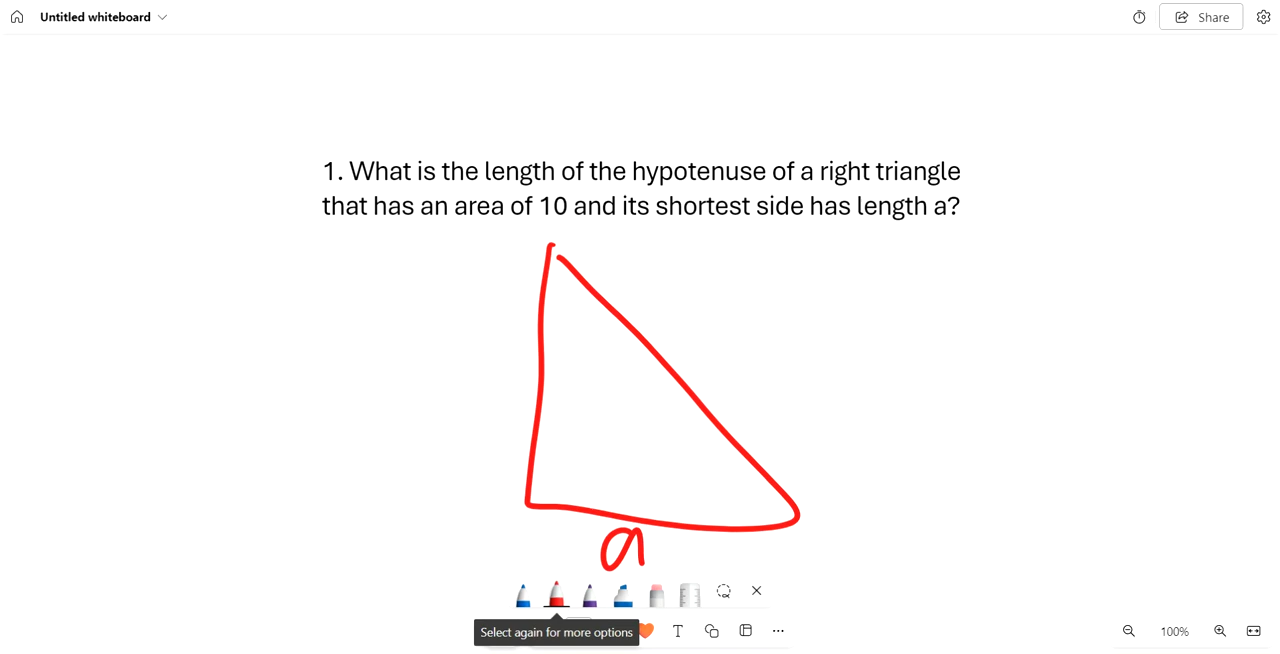 Untitled whiteboard
Share
1. What is the length of the hypotenuse of a right triangle
that has an area of 10 and its shortest side has length a?
a
Select again for more options
T
100%